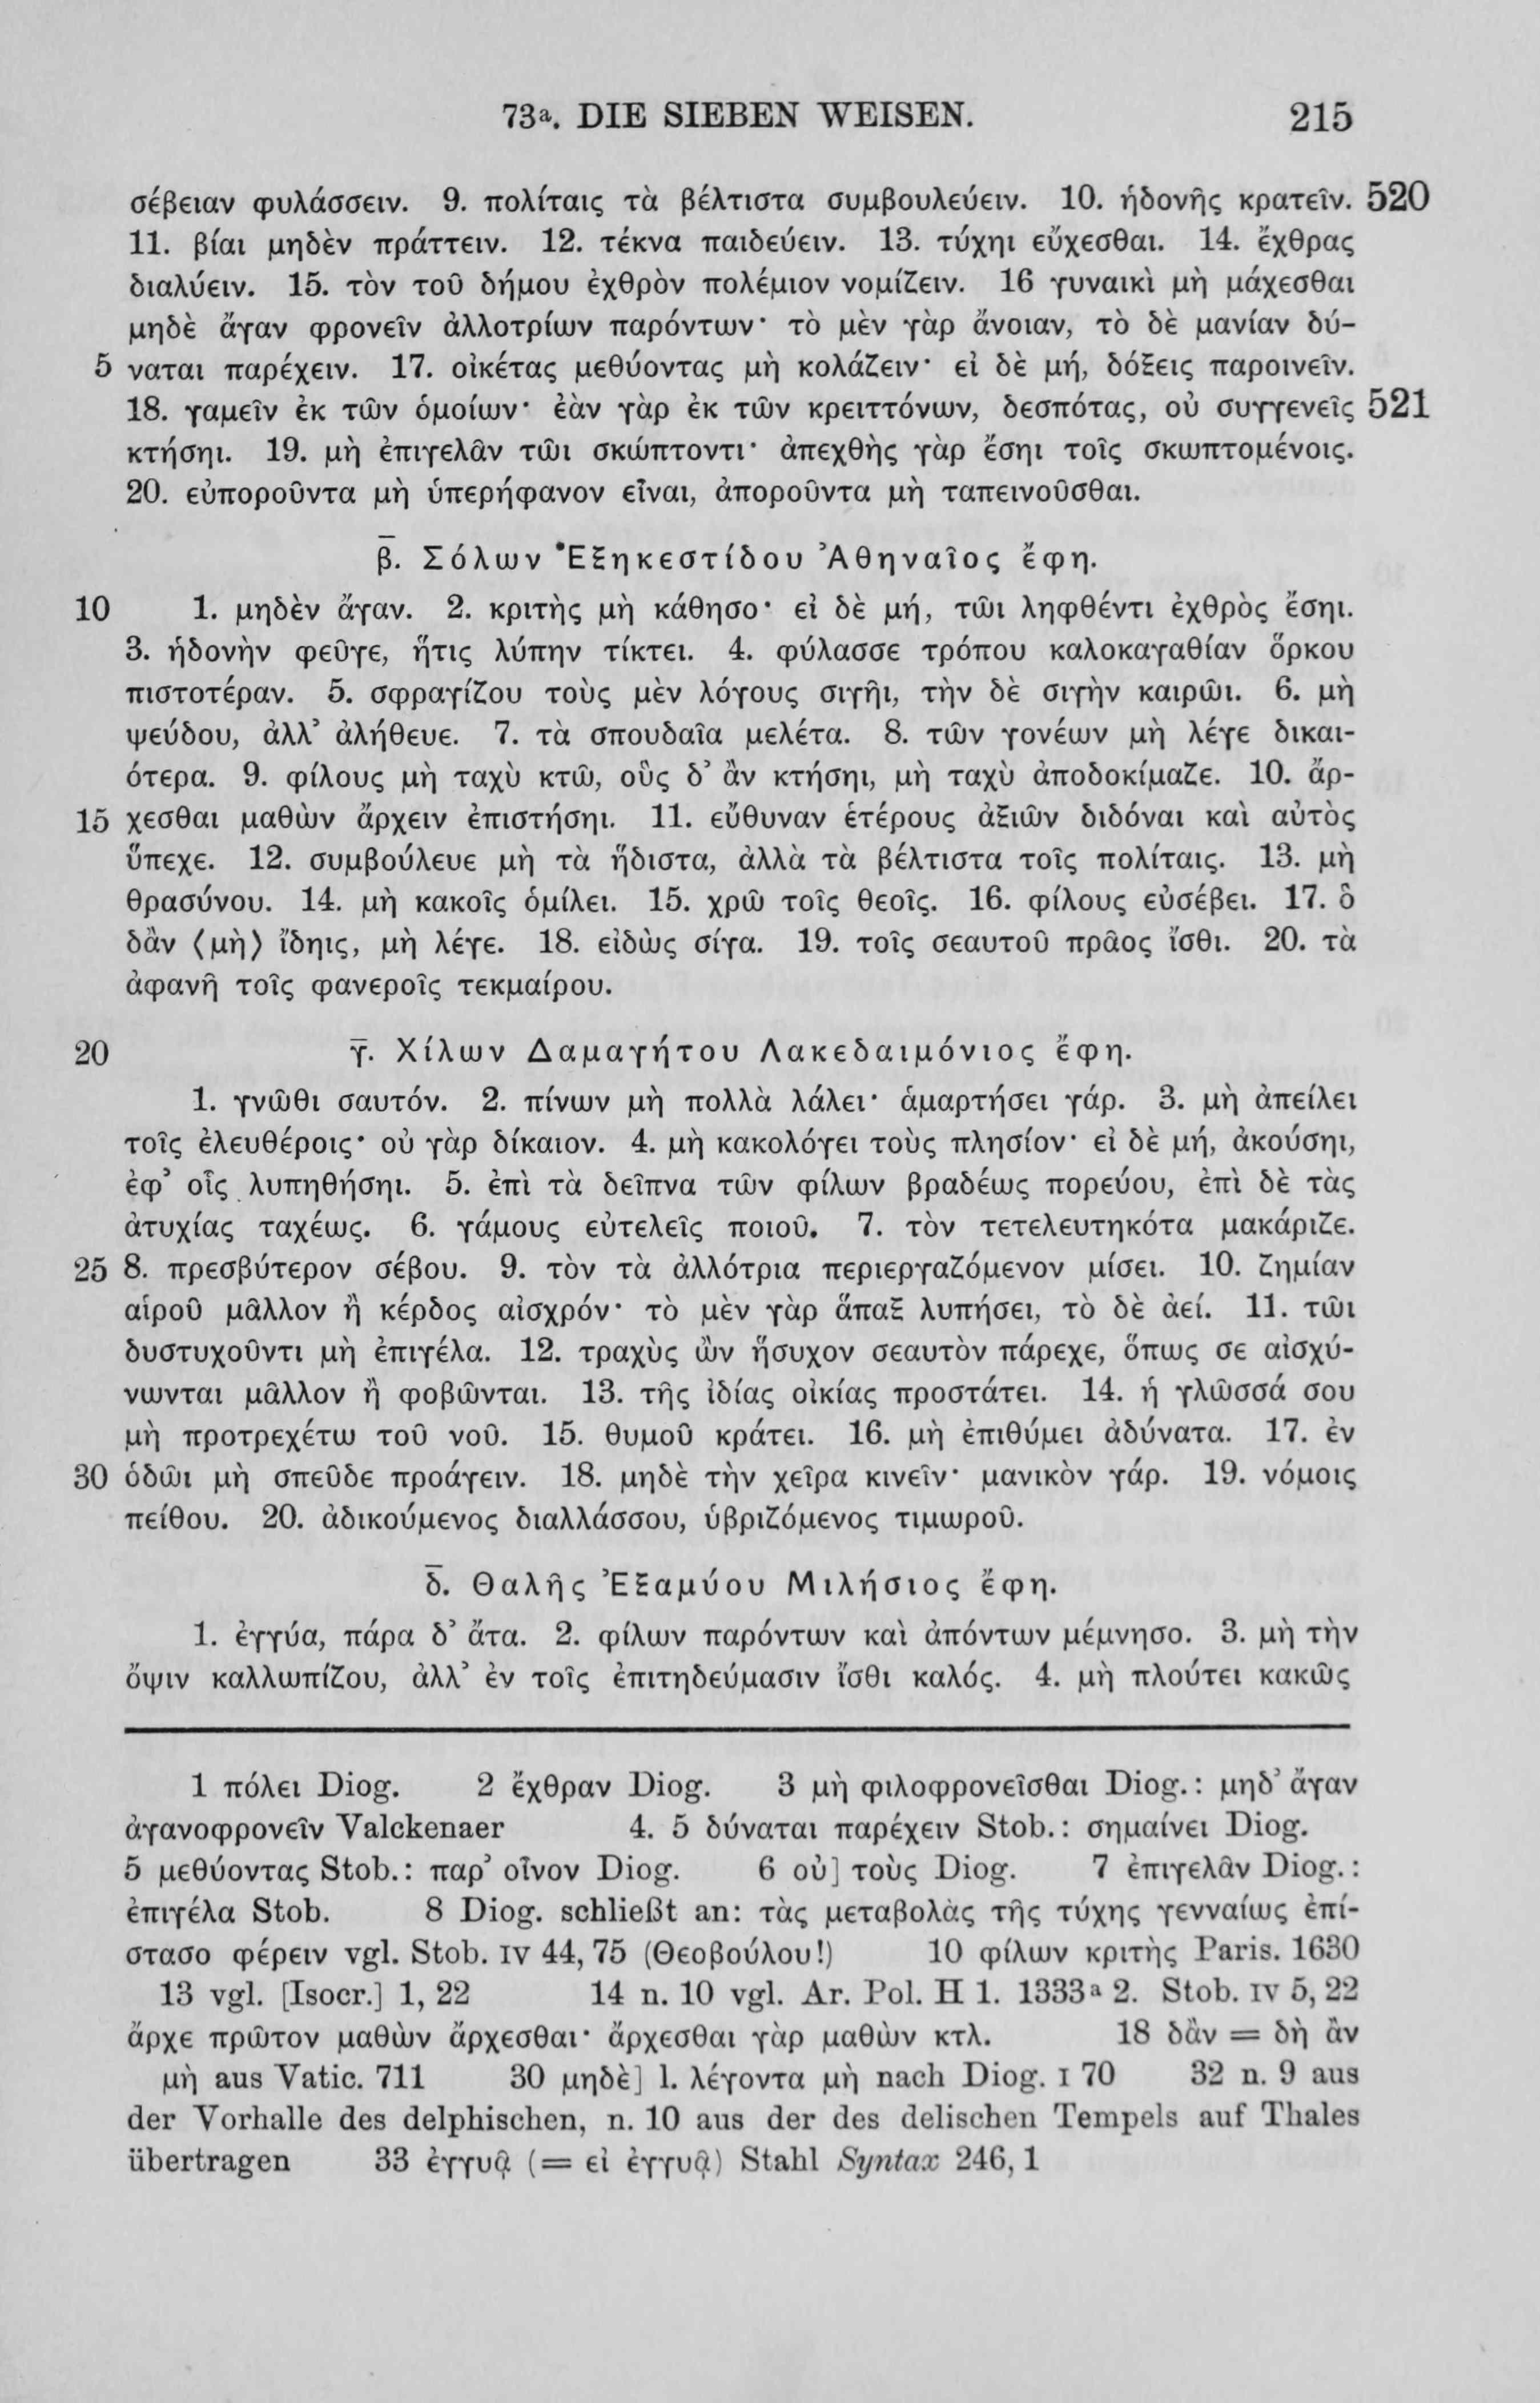 73a. DIE SIEBEN WEISEN. 215
σέβειαν φυλάσσειν. 9. πολίταις τὰ βέλτιστα συμβουλεύειν. 10. ἡδονῆς κρατεῖν. 520
11. βίαι μηδὲν πράττειν. 12. τέκνα παιδεύειν. 13. τύχηι εὔχεσθαι. 14. ἔχθρας
διαλύειν. 15. τὸν τοῦ δήμου ἐχθρὸν πολέμιον νομίζειν. 16 γυναικὶ μὴ μάχεσθαι
μηδὲ ἄγαν φρονεῖν ἀλλοτρίων παρόντων· τὸ μὲν γὰρ ἄνοιαν, τὸ δὲ μανίαν δύ-
5 ναται παρέχειν. 17. οἰκέτας μεθύοντας μὴ κολάζειν· εἰ δὲ μή, δόξεις παροινεῖν.
18. γαμεῖν ἐκ τῶν ὁμοίων· ἐὰν γὰρ ἐκ τῶν κρειττόνων, δεσπότας, οὐ συγγενεῖς 521
κτήσηι. 19. μὴ ἐπιγελᾶν τῶι σκώπτοντι· ἀπεχθὴς γὰρ ἔσηι τοῖς σκωπτομένοις.
20. εὐποροῦντα μὴ ὑπερήφανον εἶναι, ἀποροῦντα μὴ ταπεινοῦσθαι.
β̅. Σόλων Ἐξηκεστίδου Ἀθηναῖος ἔφη.
10 1. μηδὲν ἄγαν. 2. κριτὴς μὴ κάθησο· εἰ δὲ μή, τῶι ληφθέντι ἐχθρὸς ἔσηι.
3. ἡδονὴν φεῦγε, ἥτις λύπην τίκτει. 4. φύλασσε τρόπου καλοκαγαθίαν ὅρκου
πιστοτέραν. 5. σφραγίζου τοὺς μὲν λόγους σιγῆι, τὴν δὲ σιγὴν καιρῶι. 6. μὴ
ψεύδου, ἀλλ᾽ ἀλήθευε. 7. τὰ σπουδαῖα μελέτα. 8. τῶν γονέων μὴ λέγε δικαι-
ότερα. 9. φίλους μὴ ταχὺ κτῶ, οὓς δ᾽ ἂν κτήσηι, μὴ ταχὺ ἀποδοκίμαζε. 10. ἄρ-
15 χεσθαι μαθὼν ἄρχειν ἐπιστήσηι. 11. εὔθυναν ἑτέρους ἀξιῶν διδόναι καὶ αὐτὸς
ὕπεχε. 12. συμβούλευε μὴ τὰ ἥδιστα, ἀλλὰ τὰ βέλτιστα τοῖς πολίταις. 13. μὴ
θρασύνου. 14. μὴ κακοῖς ὁμίλει. 15. χρῶ τοῖς θεοῖς. 16. φίλους εὐσέβει. 17. ὃ
δἂν ⟨μὴ⟩ ἴδηις, μὴ λέγε. 18. εἰδὼς σίγα. 19. τοῖς σεαυτοῦ πρᾶος ἴσθι. 20. τὰ
ἀφανῆ τοῖς φανεροῖς τεκμαίρου.
20 γ̅. Χίλων Δαμαγήτου Λακεδαιμόνιος ἔφη.
1. γνῶθι σαυτόν. 2. πίνων μὴ πολλὰ λάλει· ἁμαρτήσει γάρ. 3. μὴ ἀπείλει
τοῖς ἐλευθέροις· οὐ γὰρ δίκαιον. 4. μὴ κακολόγει τοὺς πλησίον· εἰ δὲ μή, ἀκούσηι,
ἐφ᾽ οἷς λυπηθήσηι. 5. ἐπὶ τὰ δεῖπνα τῶν φίλων βραδέως πορεύου, ἐπὶ δὲ τὰς
ἀτυχίας ταχέως. 6. γάμους εὐτελεῖς ποιοῦ. 7. τὸν τετελευτηκότα μακάριζε.
25 8. πρεσβύτερον σέβου. 9. τὸν τὰ ἀλλότρια περιεργαζόμενον μίσει. 10. ζημίαν
αἱροῦ μᾶλλον ἢ κέρδος αἰσχρόν· τὸ μὲν γὰρ ἅπαξ λυπήσει, τὸ δὲ ἀεί. 11. τῶι
δυστυχοῦντι μὴ ἐπιγέλα. 12. τραχὺς ὢν ἥσυχον σεαυτὸν πάρεχε, ὅπως σε αἰσχύ-
νωνται μᾶλλον ἢ φοβῶνται. 13. τῆς ἰδίας οἰκίας προστάτει. 14. ἡ γλῶσσά σου
μὴ προτρεχέτω τοῦ νοῦ. 15. θυμοῦ κράτει. 16. μὴ ἐπιθύμει ἀδύνατα. 17. ἐν
30 ὁδῶι μὴ σπεῦδε προάγειν. 18. μηδὲ τὴν χεῖρα κινεῖν· μανικὸν γάρ. 19. νόμοις
πείθου. 20. ἀδικούμενος διαλλάσσου, ὑβριζόμενος τιμωροῦ.
δ̅. Θαλῆς Ἐξαμύου Μιλήσιος ἔφη.
1. ἐγγύα, πάρα δ᾽ ἄτα. 2. φίλων παρόντων καὶ ἀπόντων μέμνησο. 3. μὴ τὴν
ὄψιν καλλωπίζου, ἀλλ᾽ ἐν τοῖς ἐπιτηδεύμασιν ἴσθι καλός. 4. μὴ πλούτει κακῶς
1 πόλει Diog. 2 ἔχθραν Diog. 3 μὴ φιλοφρονεῖσθαι Diog.: μηδ᾽ ἄγαν
ἀγανοφρονεῖν Valckenaer 4. 5 δύναται παρέχειν Stob.: σημαίνει Diog.
5 μεθύοντας Stob.: παρ᾽ οἶνον Diog. 6 οὐ] τοὺς Diog. 7 ἐπιγελᾶν Diog.:
ἐπιγέλα Stob. 8 Diog. schließt an: τὰς μεταβολὰς τῆς τύχης γενναίως ἐπί-
στασο φέρειν vgl. Stob. IV 44, 75 (Θεοβούλου!) 10 φίλων κριτὴς Paris. 1630
13 vgl. [Isocr.] 1, 22 14 n. 10 vgl. Ar. Pol. H 1. 1333a 2. Stob. IV 5, 22
ἄρχε πρῶτον μαθὼν ἄρχεσθαι· ἄρχεσθαι γὰρ μαθὼν κτλ. 18 δἂν = δὴ ἂν
μὴ aus Vatic. 711 30 μηδὲ] l. λέγοντα μὴ nach Diog. I 70 32 n. 9 aus
der Vorhalle des delphischen, n. 10 aus der des delischen Tempels auf Thales
übertragen 33 ἐγγυᾷ (= εἰ ἐγγυᾷ) Stahl Syntax 246, 1